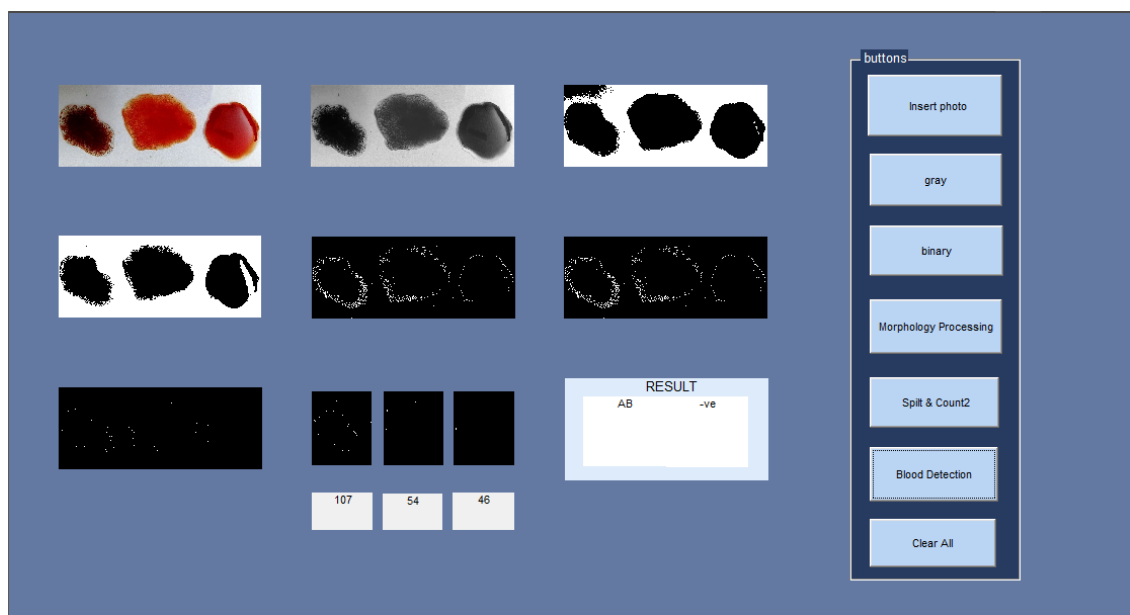 buttons
Insert photo
gray
binary
Morphology Processing
Spilt & Count2
Blood Detection
Clear All
RESULT
AB -ve
107 54 46